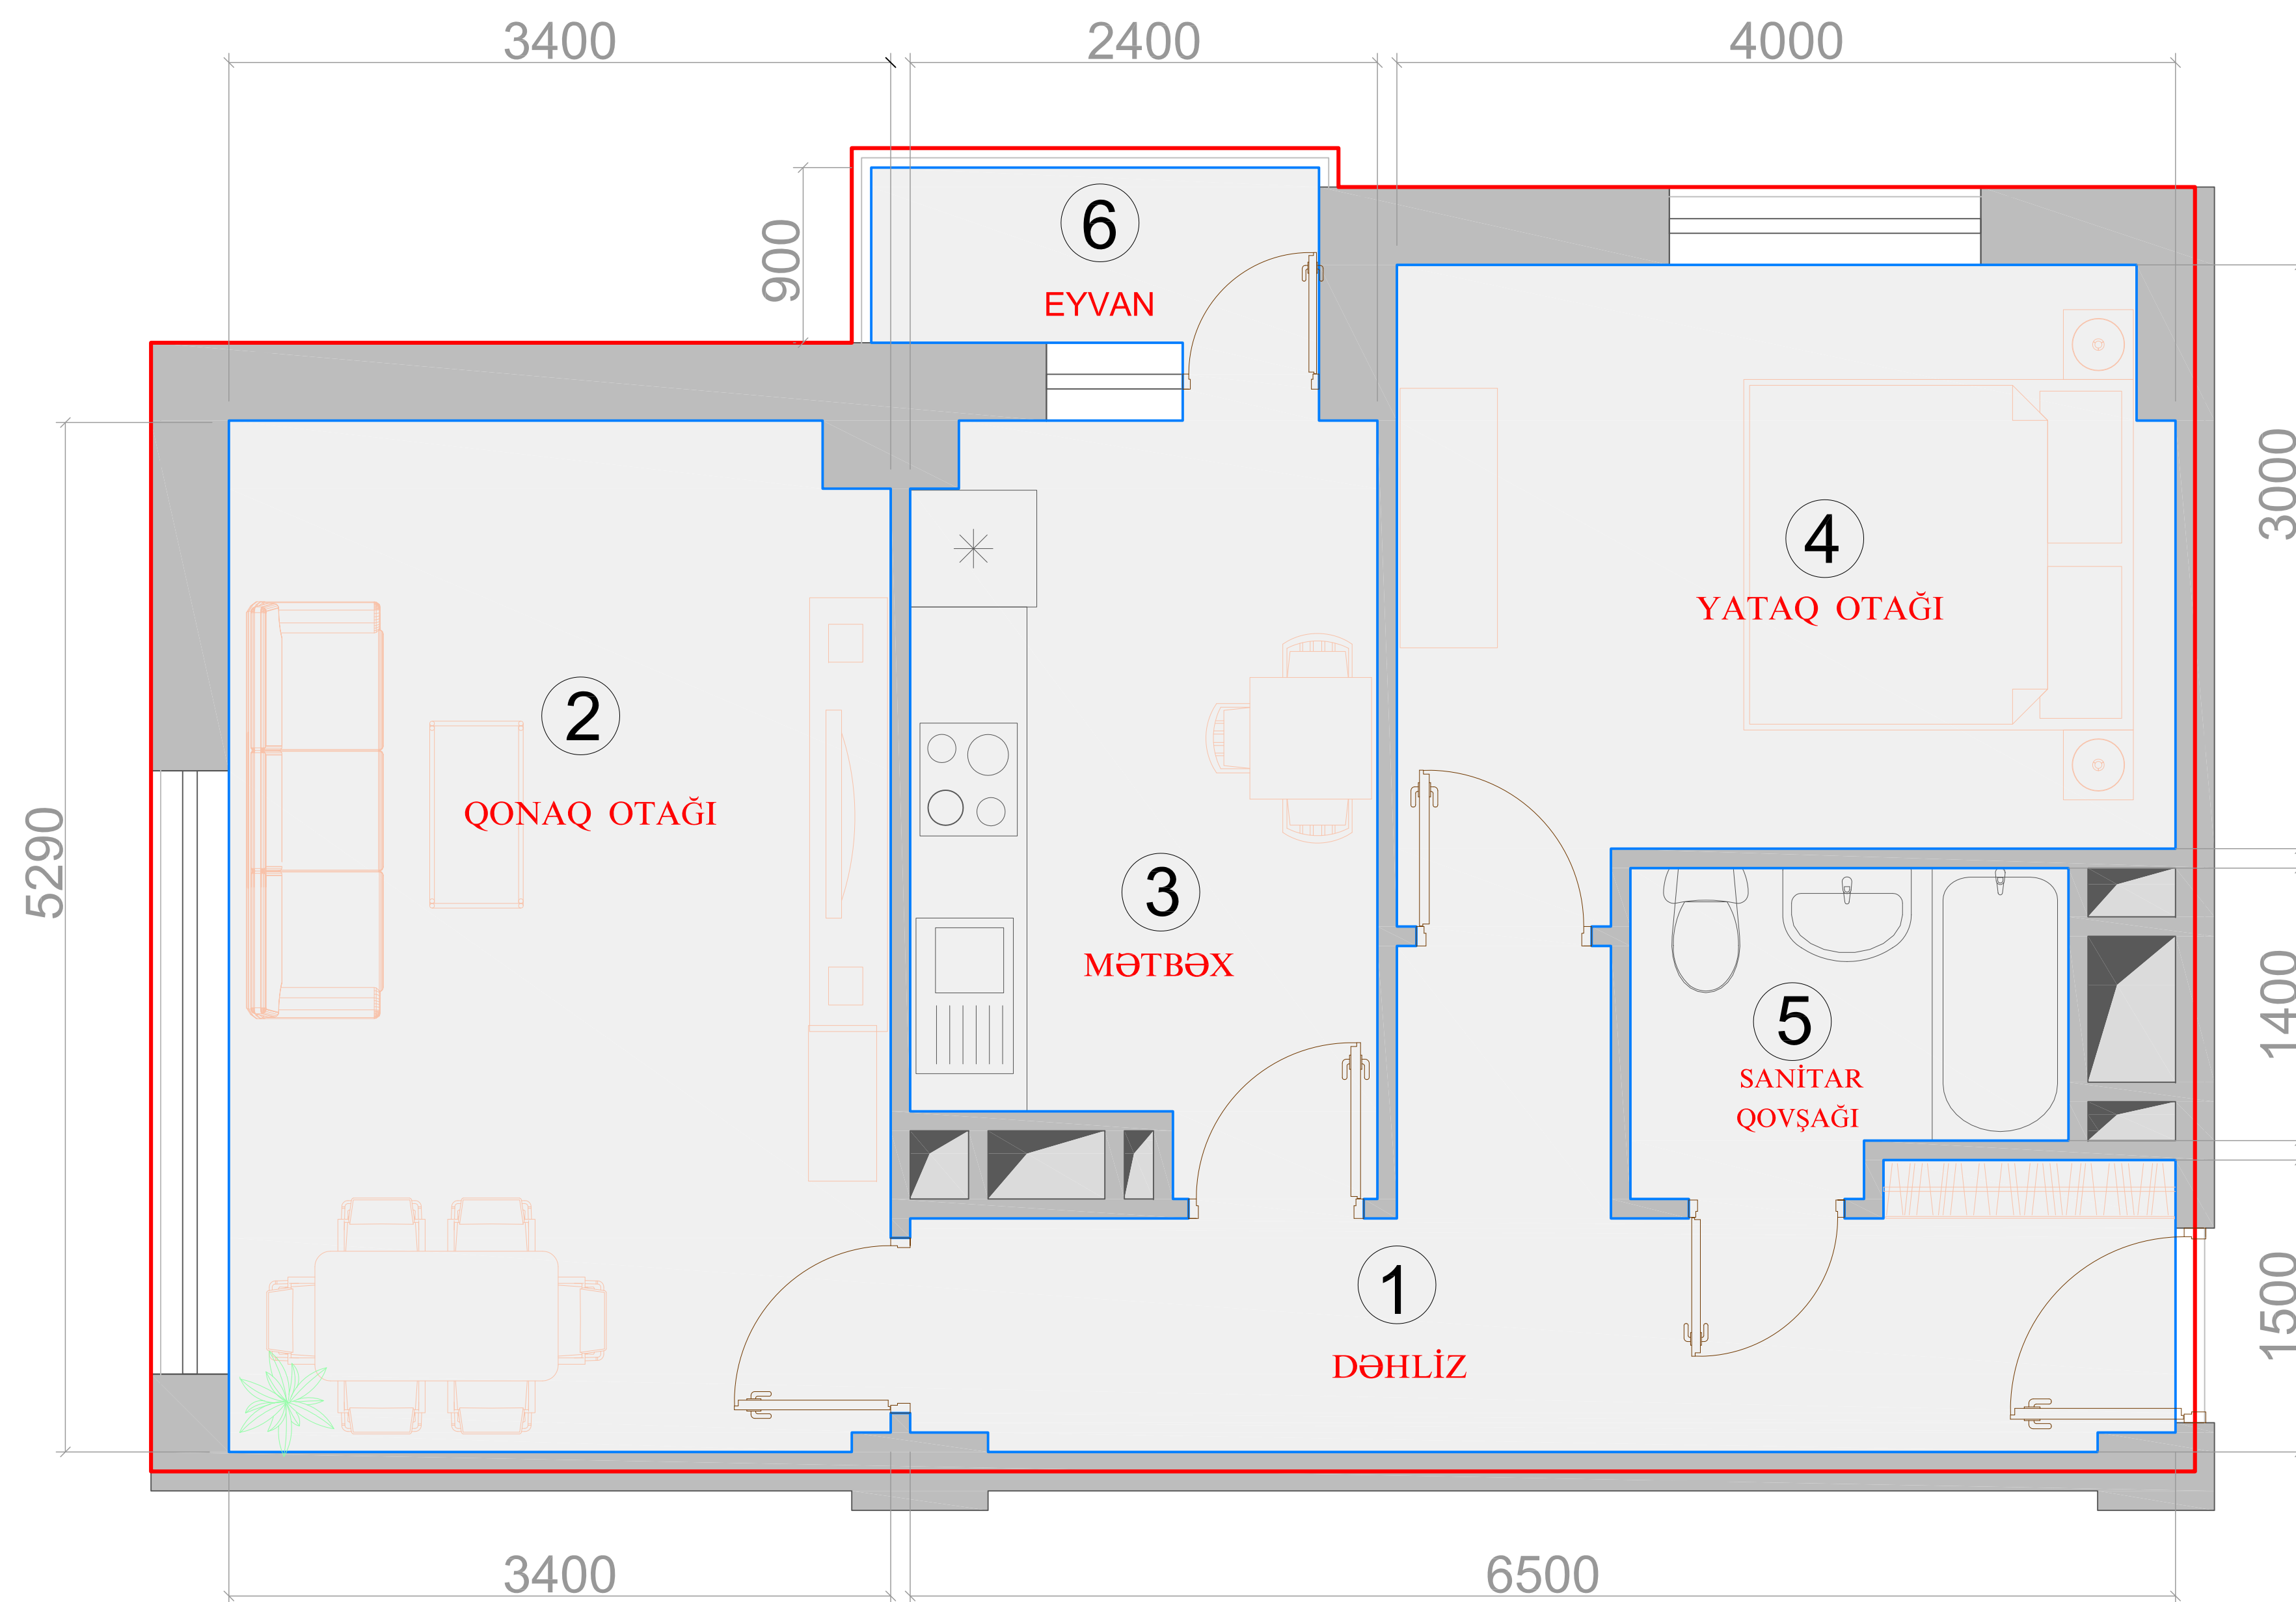 3400
2400
4000
900
6
EYVAN
5290
3000
4
YATAQ OTAĞI
2
QONAQ OTAĞI
3
MƏTBƏX
5
SANİTAR
QOVŞAĞI
1400
1
DƏHLİZ
1500
3400
6500